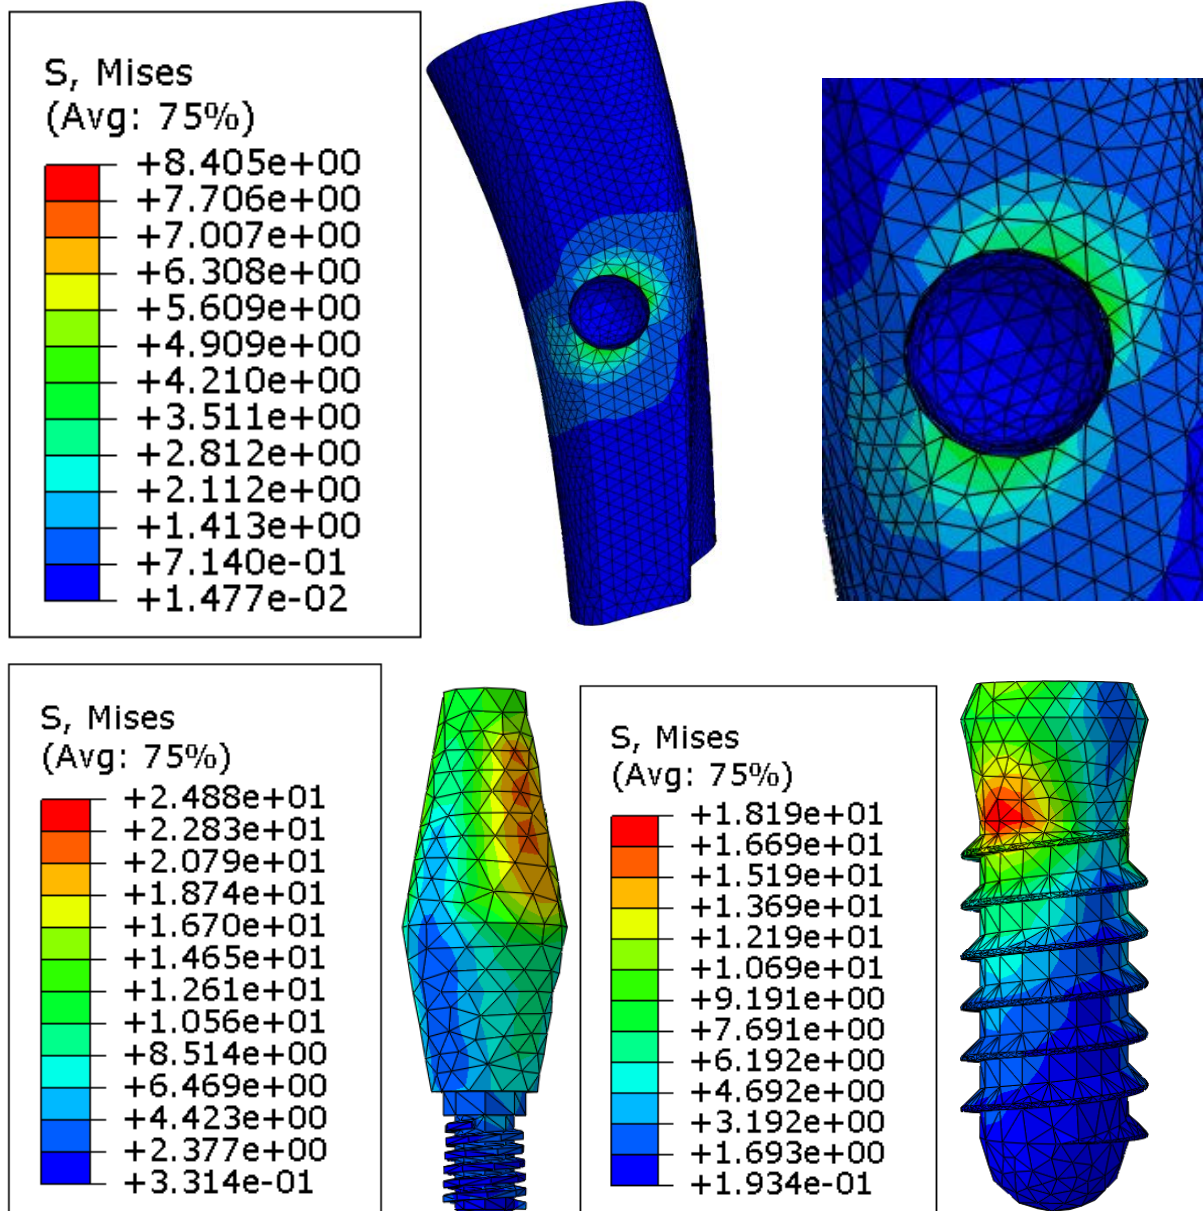 S, Mises
(Avg: 75%)
+8.405e+00
+7.706e+00
+7.007e+00
+6.308e+00
+5.609e+00
+4.909e+00
+4.210e+00
+3.511e+00
+2.812e+00
+2.112e+00
+1.413e+00
+7.140e-01
+1.477e-02
S, Mises
(Avg: 75%)
+2.488e+01
+2.283e+01
+2.079e+01
+1.874e+01
+1.670e+01
+1.465e+01
+1.261e+01
+1.056e+01
+8.514e+00
+6.469e+00
+4.423e+00
+2.377e+00
+3.314e-01
S, Mises
(Avg: 75%)
+1.819e+01
+1.669e+01
+1.519e+01
+1.369e+01
+1.219e+01
+1.069e+01
+9.191e+00
+7.691e+00
+6.192e+00
+4.692e+00
+3.192e+00
+1.693e+00
+1.934e-01